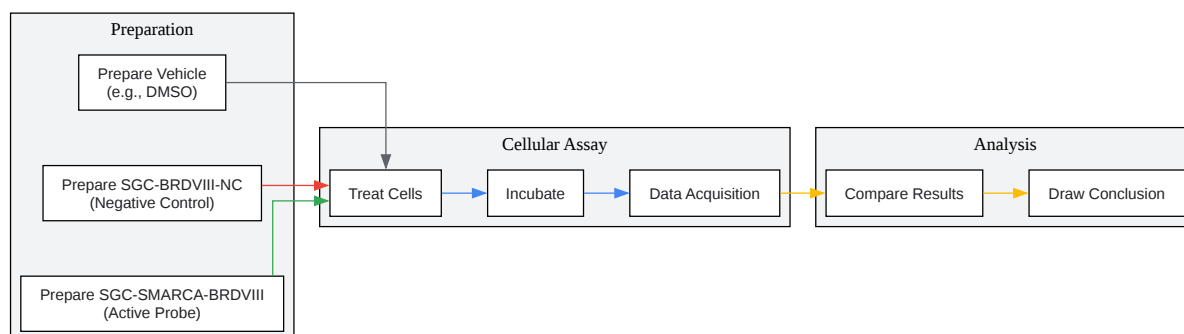 Preparation
Prepare Vehicle
(e.g., DMSO)
Prepare SGC-BRDVIII-NC
(Negative Control)
Prepare SGC-SMARCA-BRDVIII
(Active Probe)
Cellular Assay
Treat Cells
Incubate
Data Acquisition
Analysis
Compare Results
Draw Conclusion